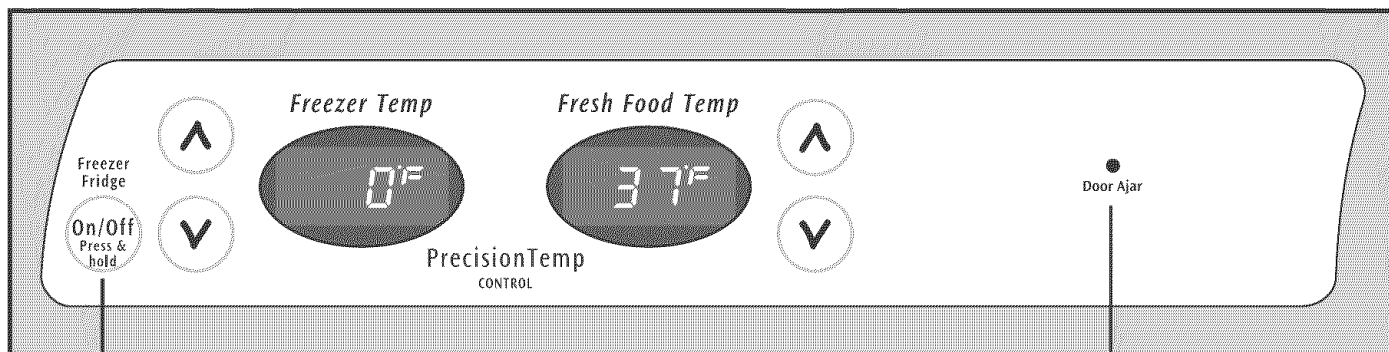 Freezer Temp
Fresh Food Temp
Freezer
Fridge
On/Off
Press &
hold
0°F
37°F
PrecisionTemp
CONTROL
Door Ajar